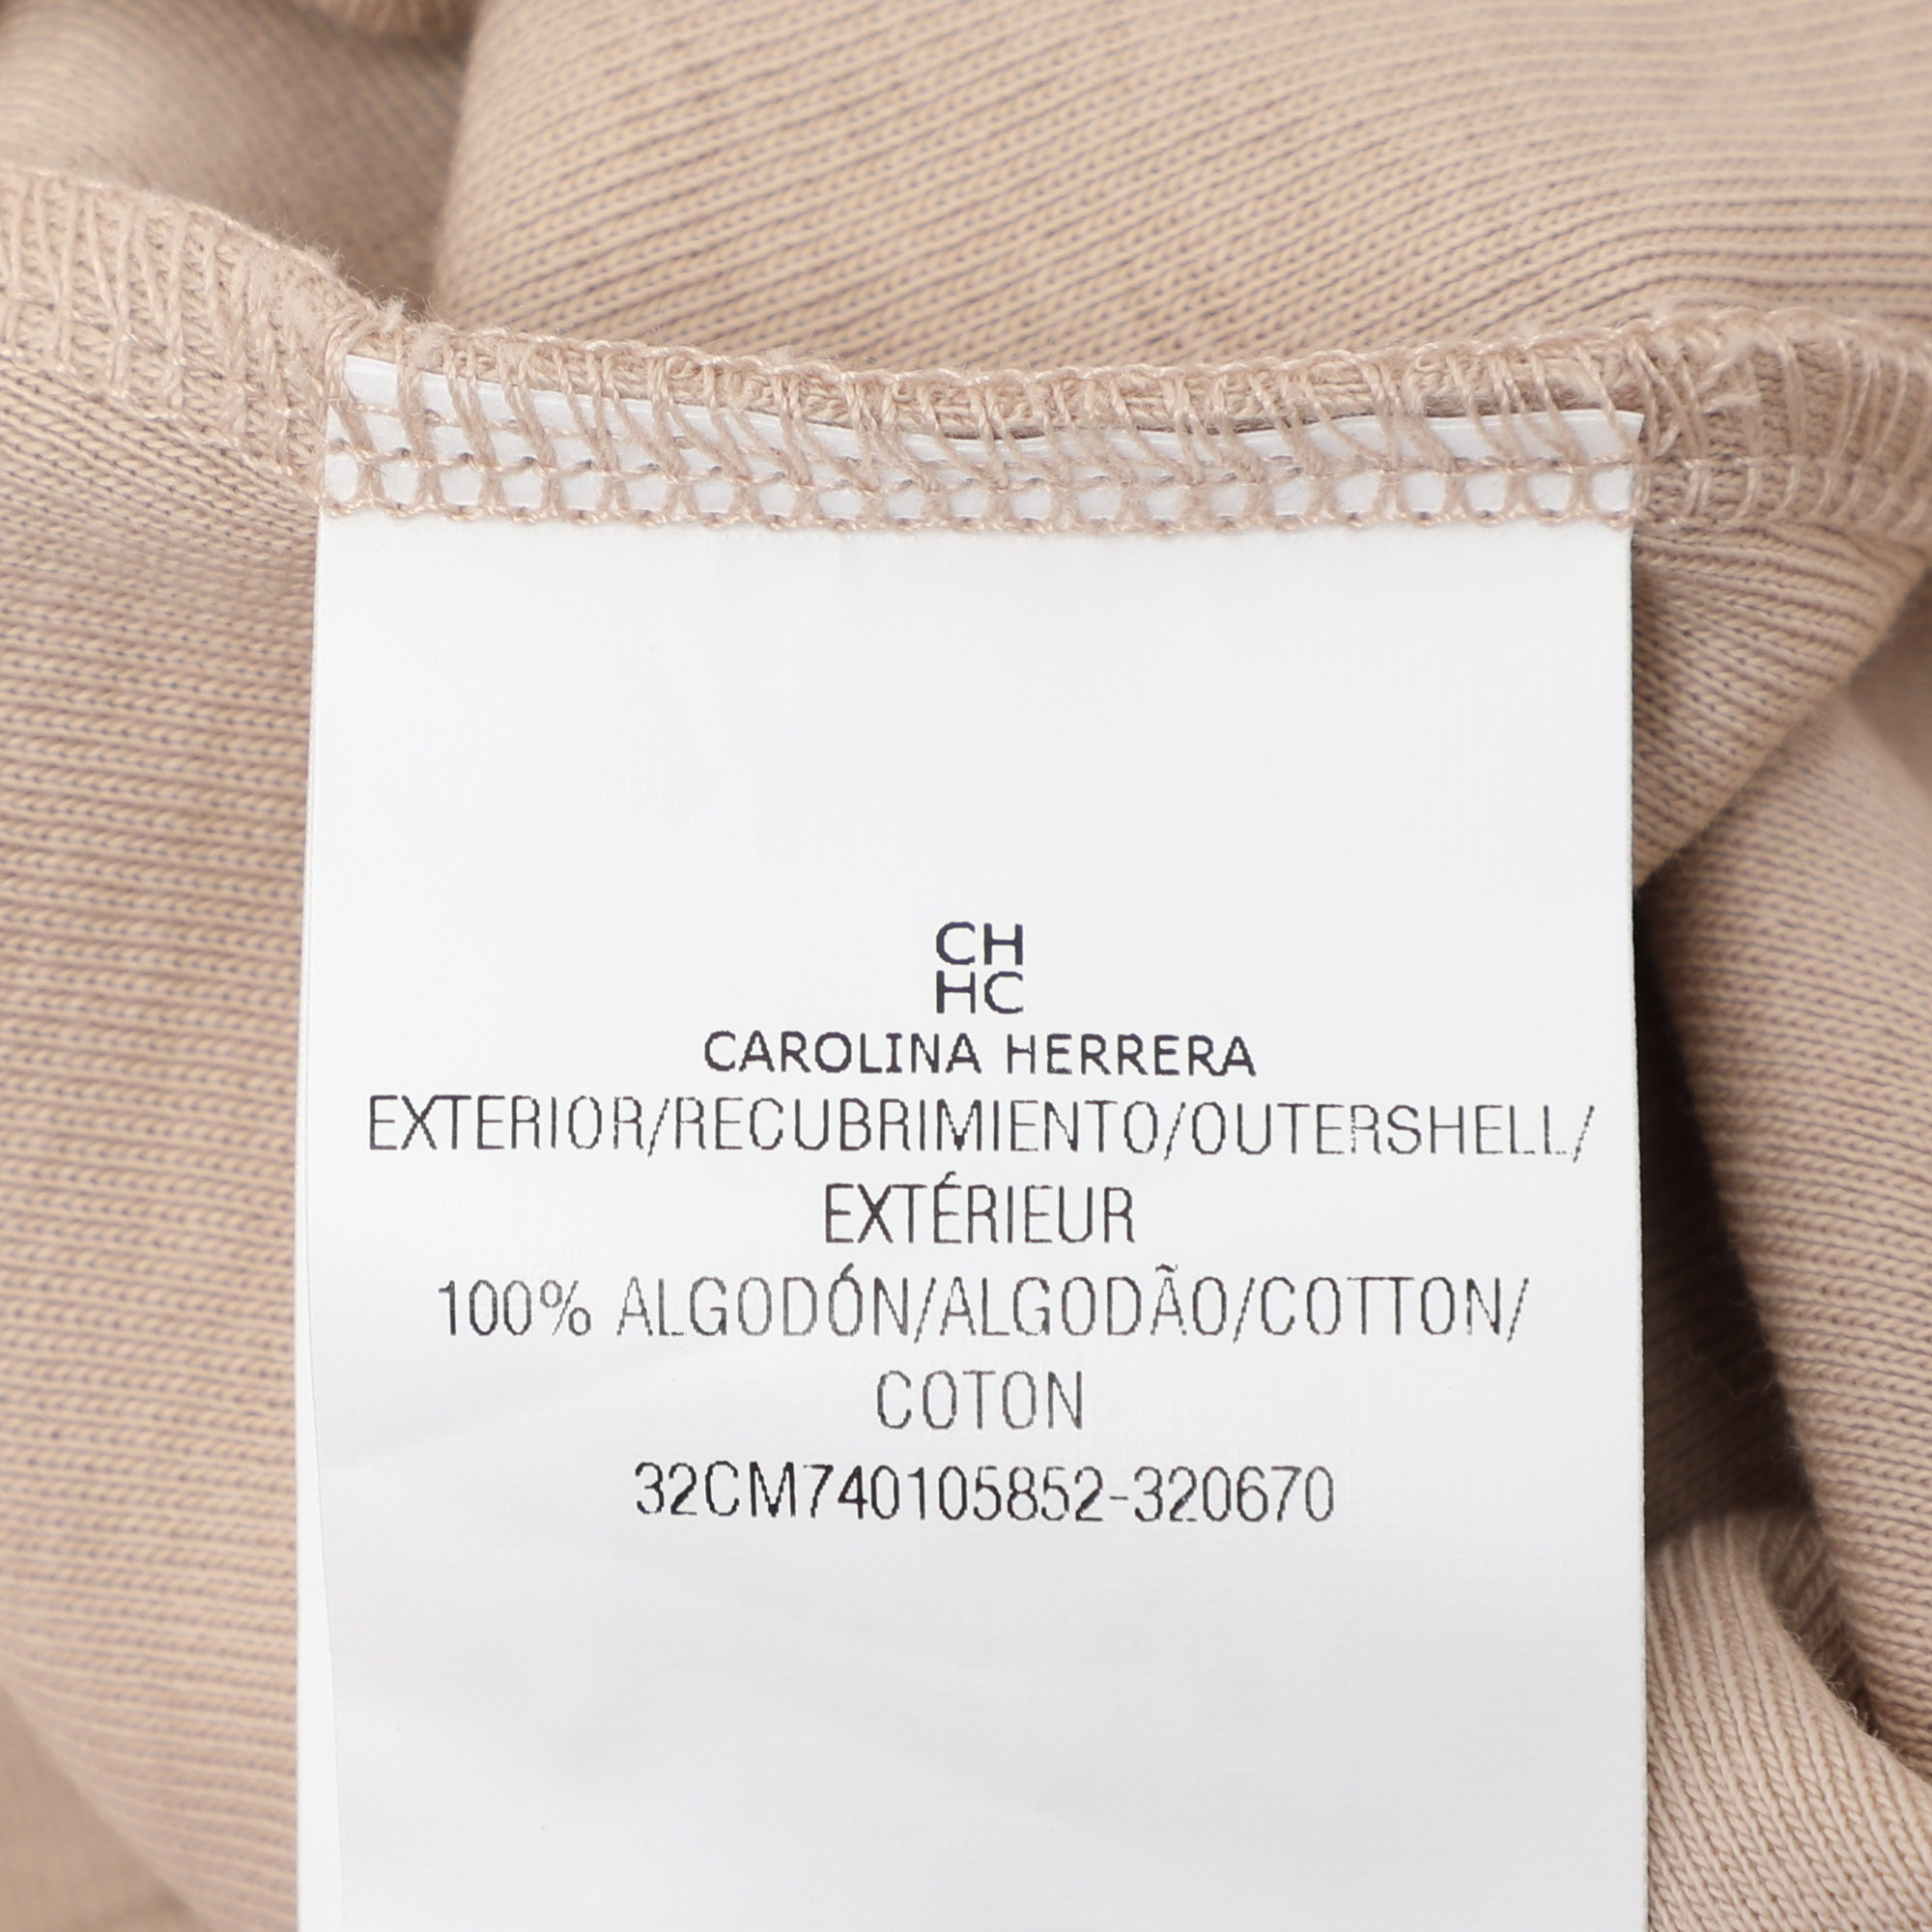 CH
HC
CAROLINA HERRERA
EXTERIOR/RECUBRIMIENTO/OUTERSHELL/
EXTÉRIEUR
100% ALGODÓN/ALGODÃO/COTTON/
COTON
32CM740105852-320670